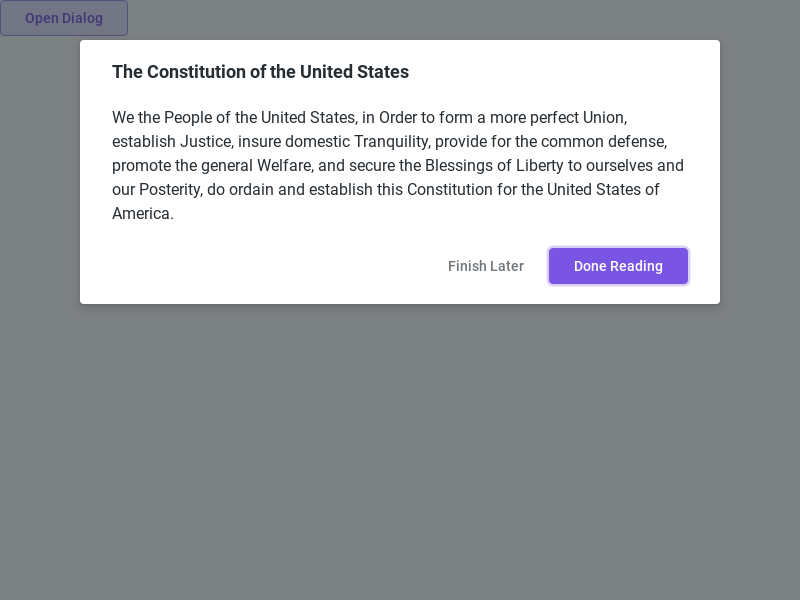 Open Dialog
The Constitution of the United States
We the People of the United States, in Order to form a more perfect Union,
establish Justice, insure domestic Tranquility, provide for the common defense,
promote the general Welfare, and secure the Blessings of Liberty to ourselves and
our Posterity, do ordain and establish this Constitution for the United States of
America.
Finish Later
Done Reading